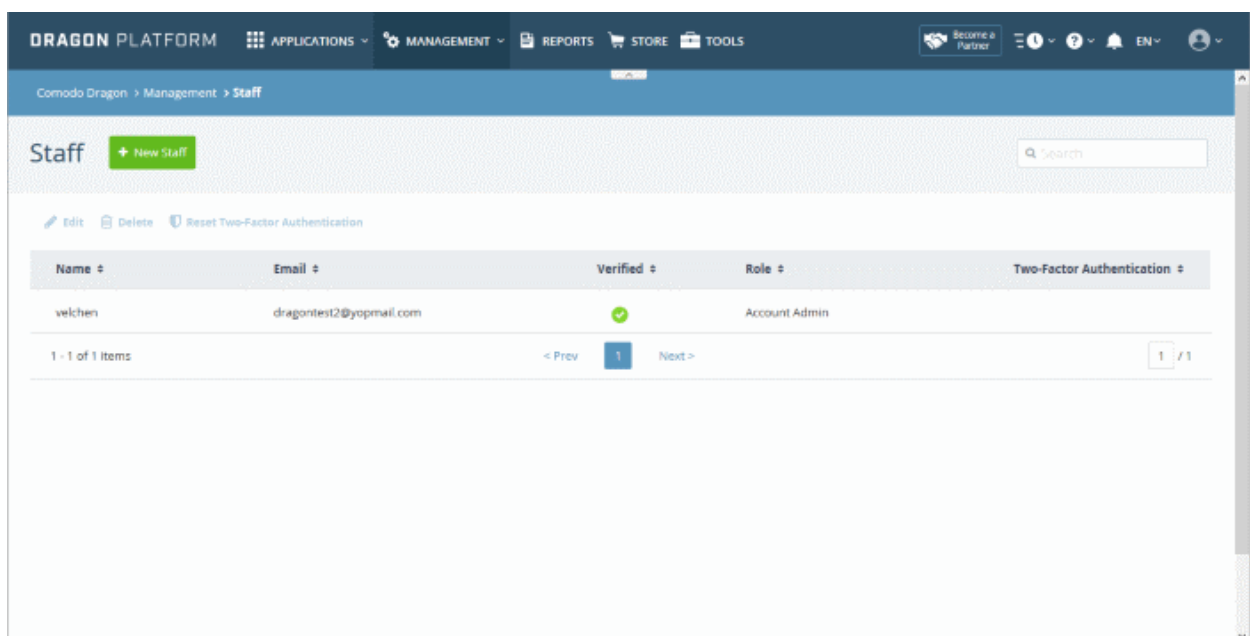 DRAGON PLATFORM APPLICATIONS MANAGEMENT REPORTS STORE TOOLS Become a Partner EN
Comodo Dragon > Management > Staff
Staff + New Staff Search
Edit Delete Reset Two-Factor Authentication
Name Email Verified Role Two-Factor Authentication
velchen dragontest2@yopmail.com Account Admin
1 - 1 of 1 Items < Prev 1 Next > 1 / 1